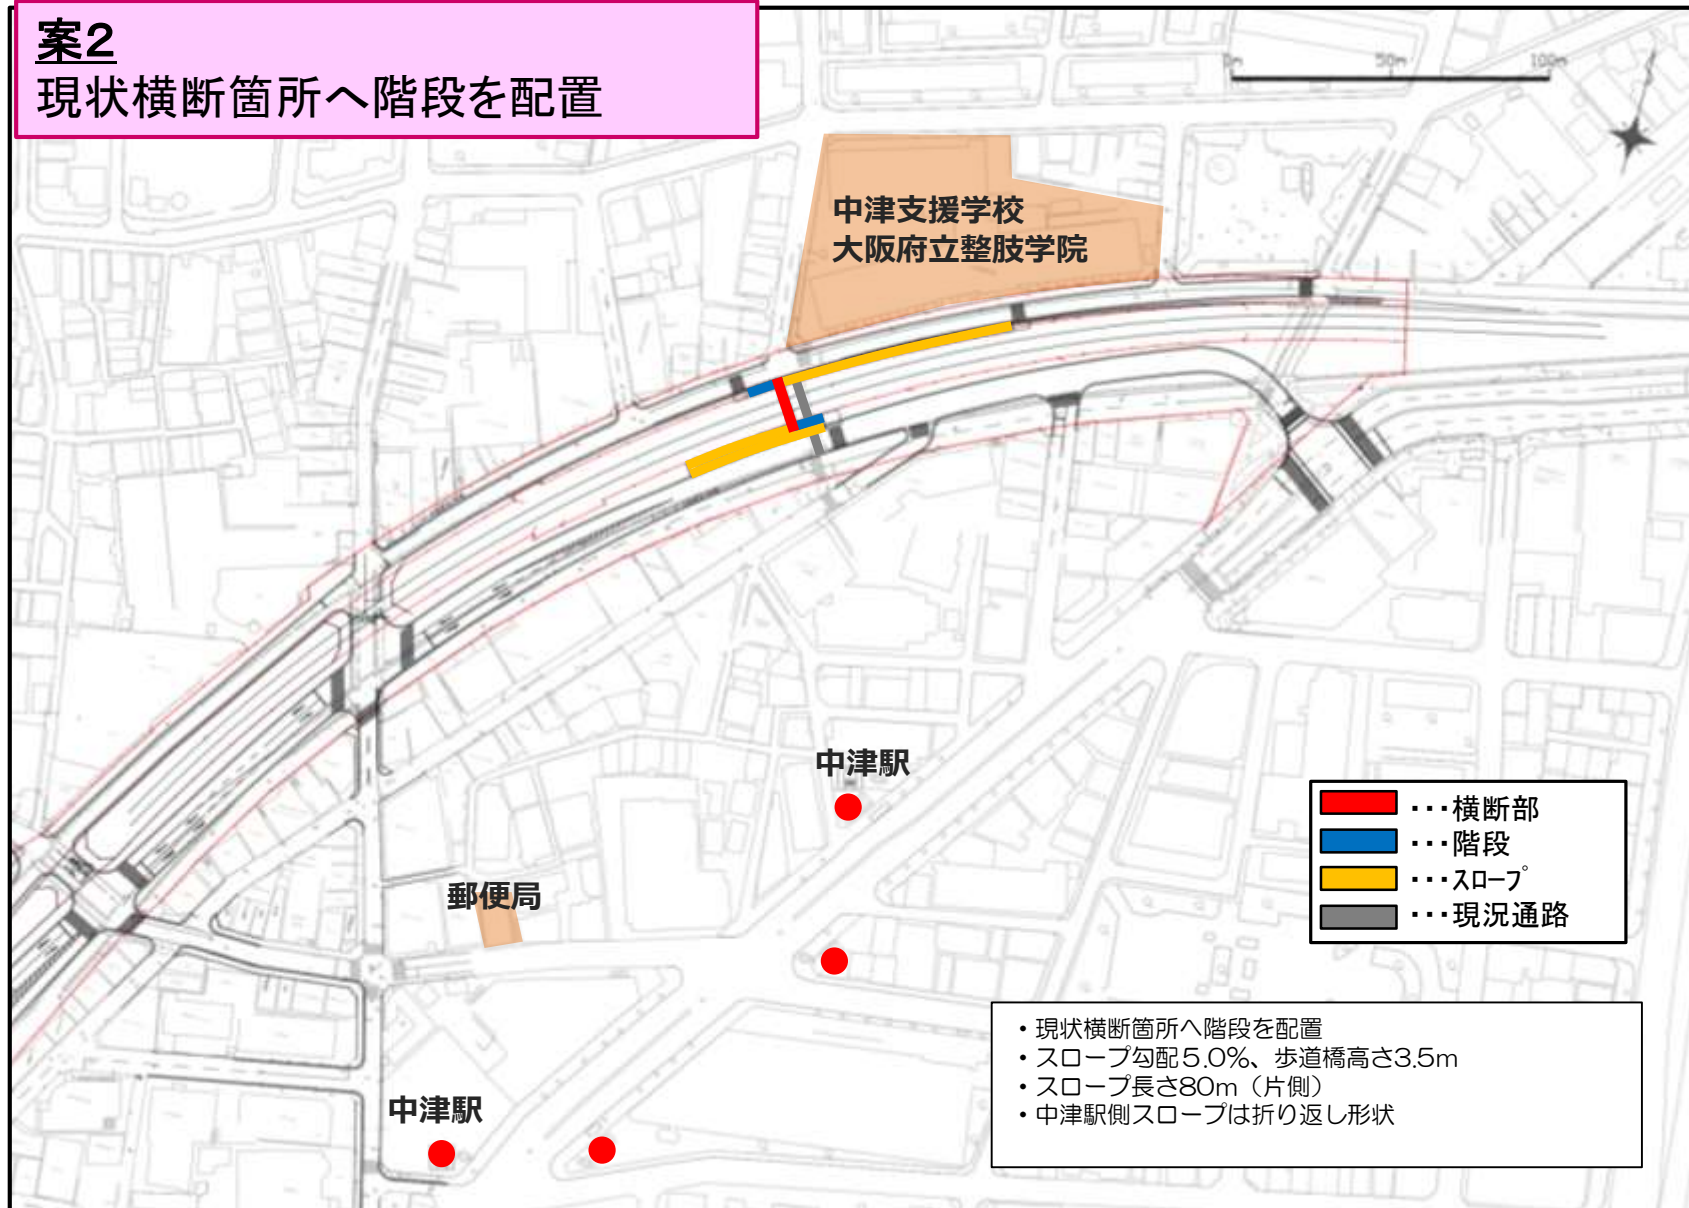 案2
現状横断箇所へ階段を配置
0m 50m 100m
中津支援学校
大阪府立整肢学院
中津駅
・・・横断部
・・・階段
・・・スロープ
・・・現況通路
郵便局
・現状横断箇所へ階段を配置
・スロープ勾配5.0%、歩道橋高さ3.5m
・スロープ長さ80m（片側）
・中津駅側スロープは折り返し形状
中津駅